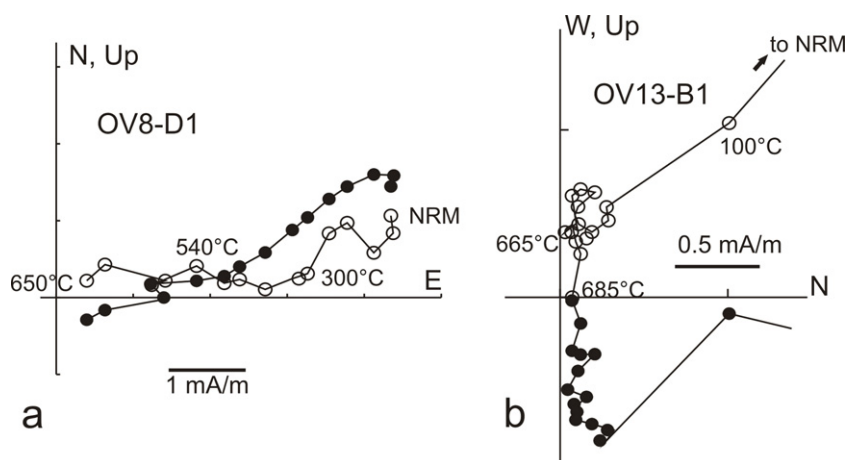 N, Up
OV8-D1
NRM
540°C
650°C
300°C
E
1 mA/m
a
W, Up
to NRM
OV13-B1
100°C
665°C
0.5 mA/m
685°C
N
b